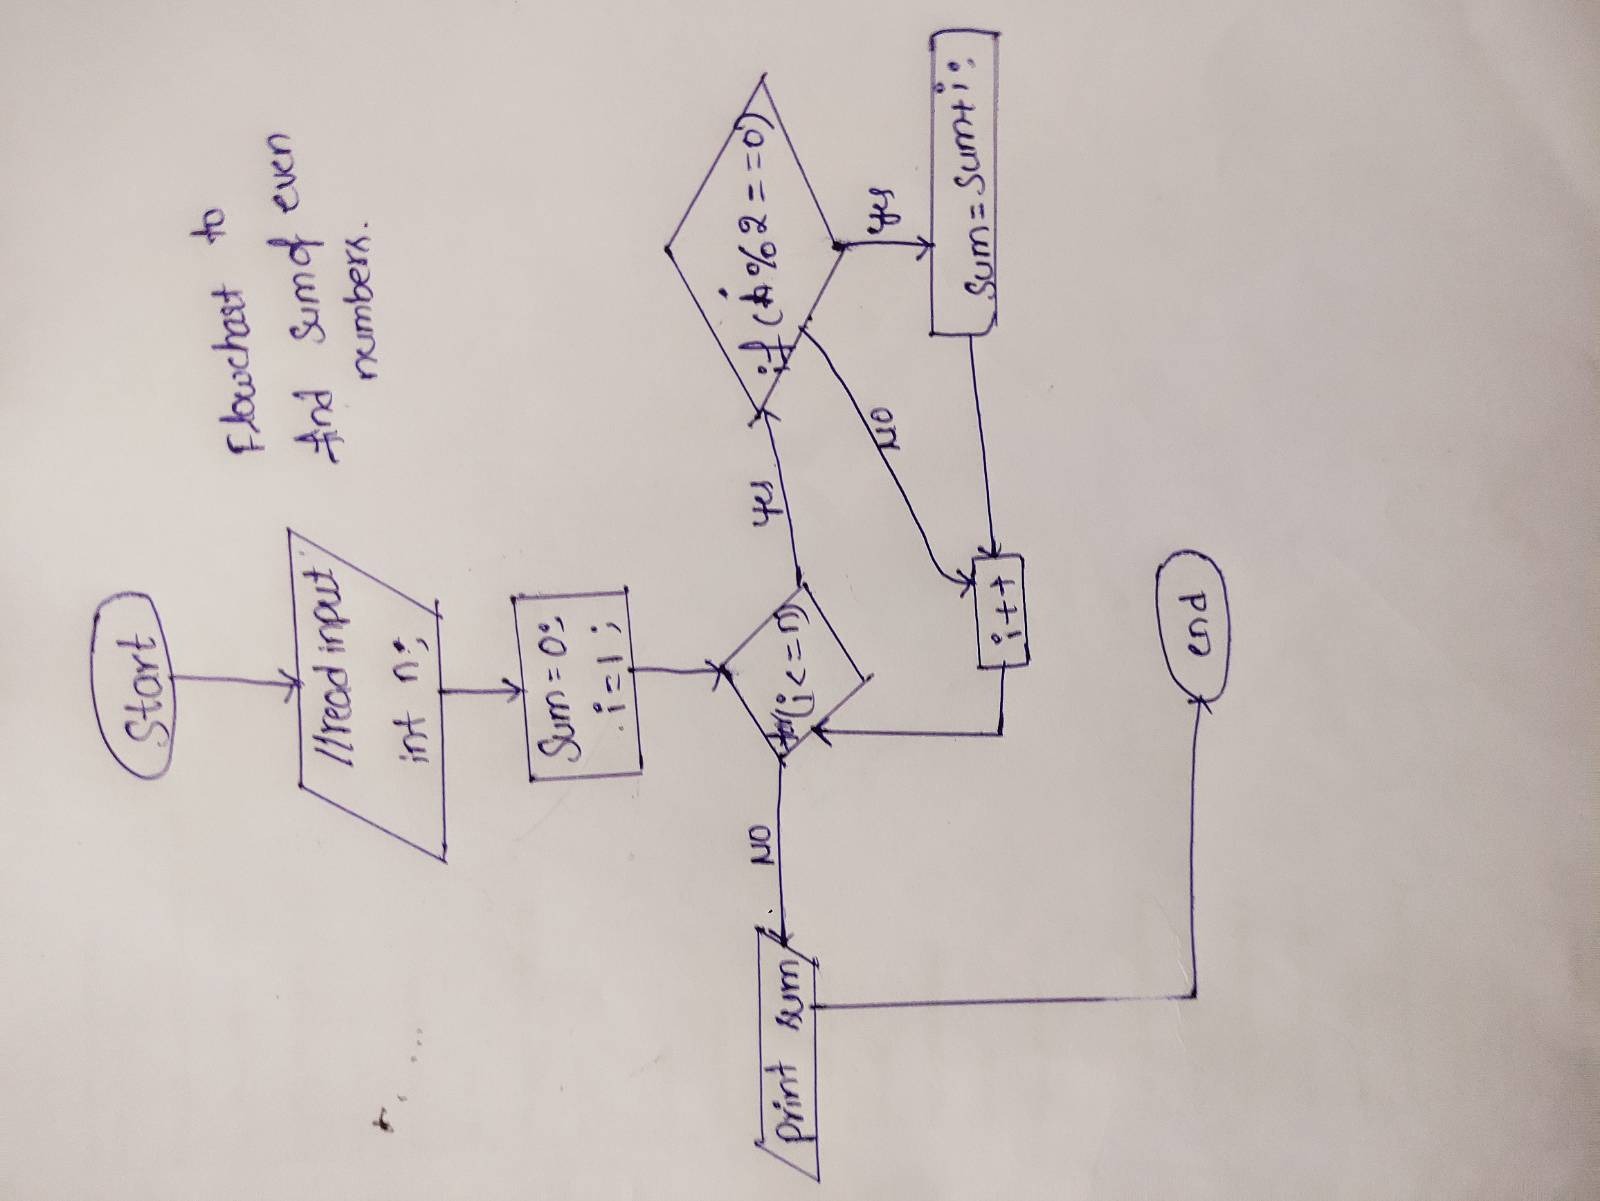 Flowchart to
find sum of even
numbers.
Start
//read input
int n;
Sum=0;
i=1;
for(i<=n)
Yes
NO
if(i%2==0)
Yes
NO
Sum=Sum+i;
i++
print sum
end